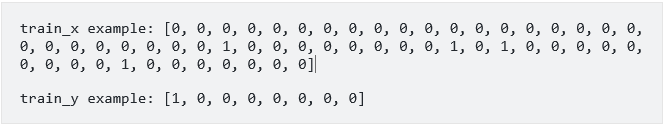 train_x example: [0, 0, 0, 0, 0, 0, 0, 0, 0, 0, 0, 0, 0, 0, 0, 0, 0, 0, 0,
0, 0, 0, 0, 0, 0, 0, 0, 1, 0, 0, 0, 0, 0, 0, 0, 0, 1, 0, 1, 0, 0, 0, 0, 0,
0, 0, 0, 0, 1, 0, 0, 0, 0, 0, 0, 0]
train_y example: [1, 0, 0, 0, 0, 0, 0, 0]